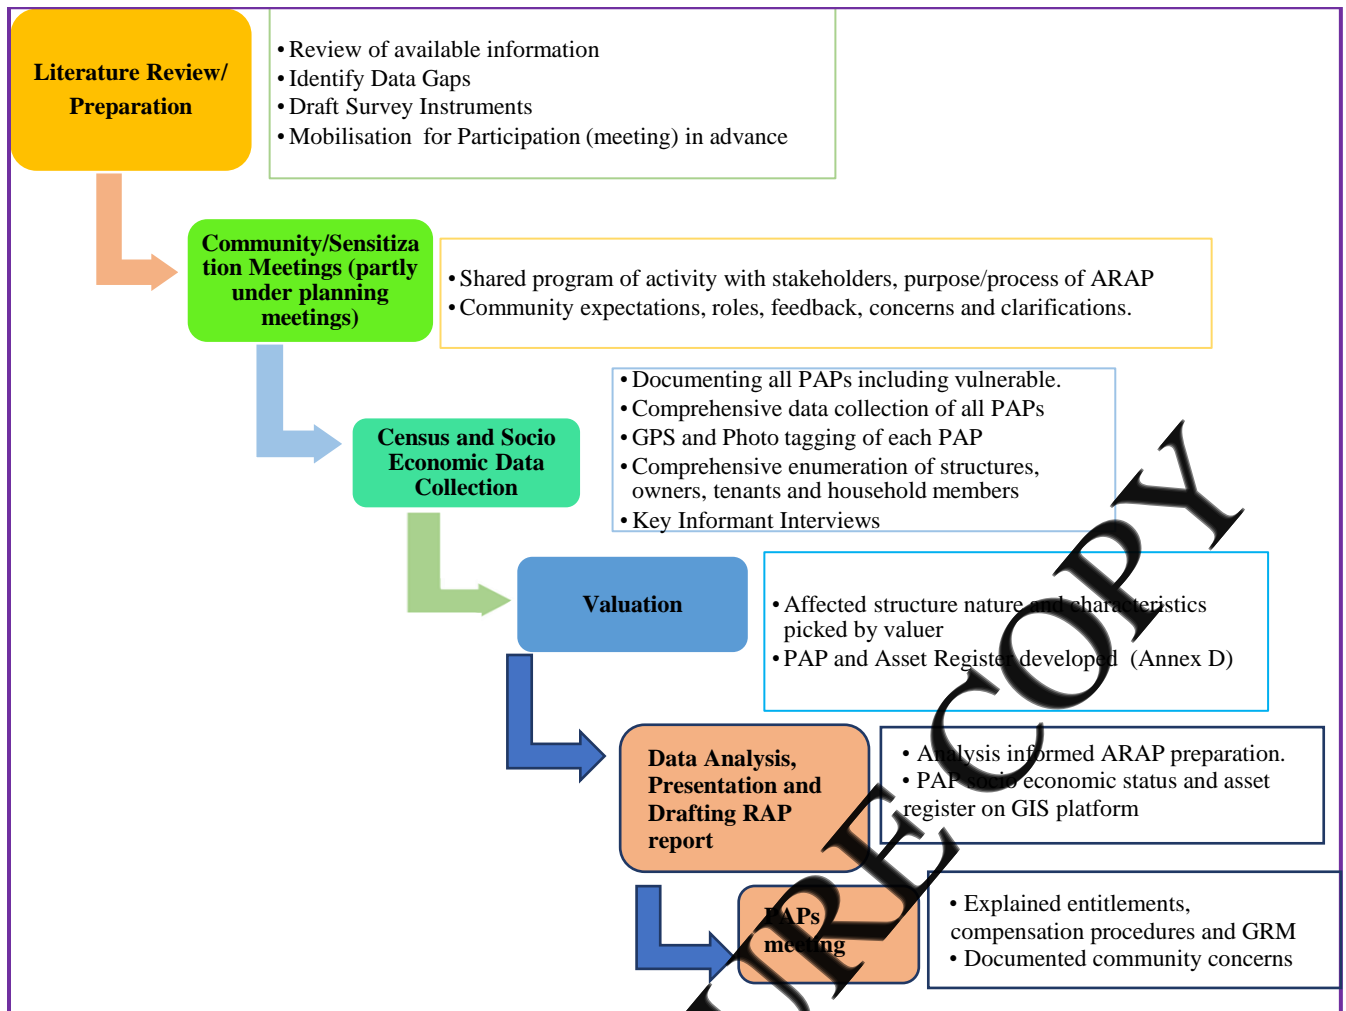 Literature Review/
Preparation
• Review of available information
• Identify Data Gaps
• Draft Survey Instruments
• Mobilisation for Participation (meeting) in advance
Community/Sensitiza
tion Meetings (partly
under planning
meetings)
• Shared program of activity with stakeholders, purpose/process of ARAP
• Community expectations, roles, feedback, concerns and clarifications.
Census and Socio
Economic Data
Collection
• Documenting all PAPs including vulnerable.
• Comprehensive data collection of all PAPs
• GPS and Photo tagging of each PAP
• Comprehensive enumeration of structures,
owners, tenants and household members
• Key Informant Interviews
Valuation
• Affected structure nature and characteristics
picked by valuer
• PAP and Asset Register developed (Annex D)
Data Analysis,
Presentation and
Drafting RAP
report
• Analysis informed ARAP preparation.
• PAP socio economic status and asset
register on GIS platform
PAPs
meeting
• Explained entitlements,
compensation procedures and GRM
• Documented community concerns
URE COPY